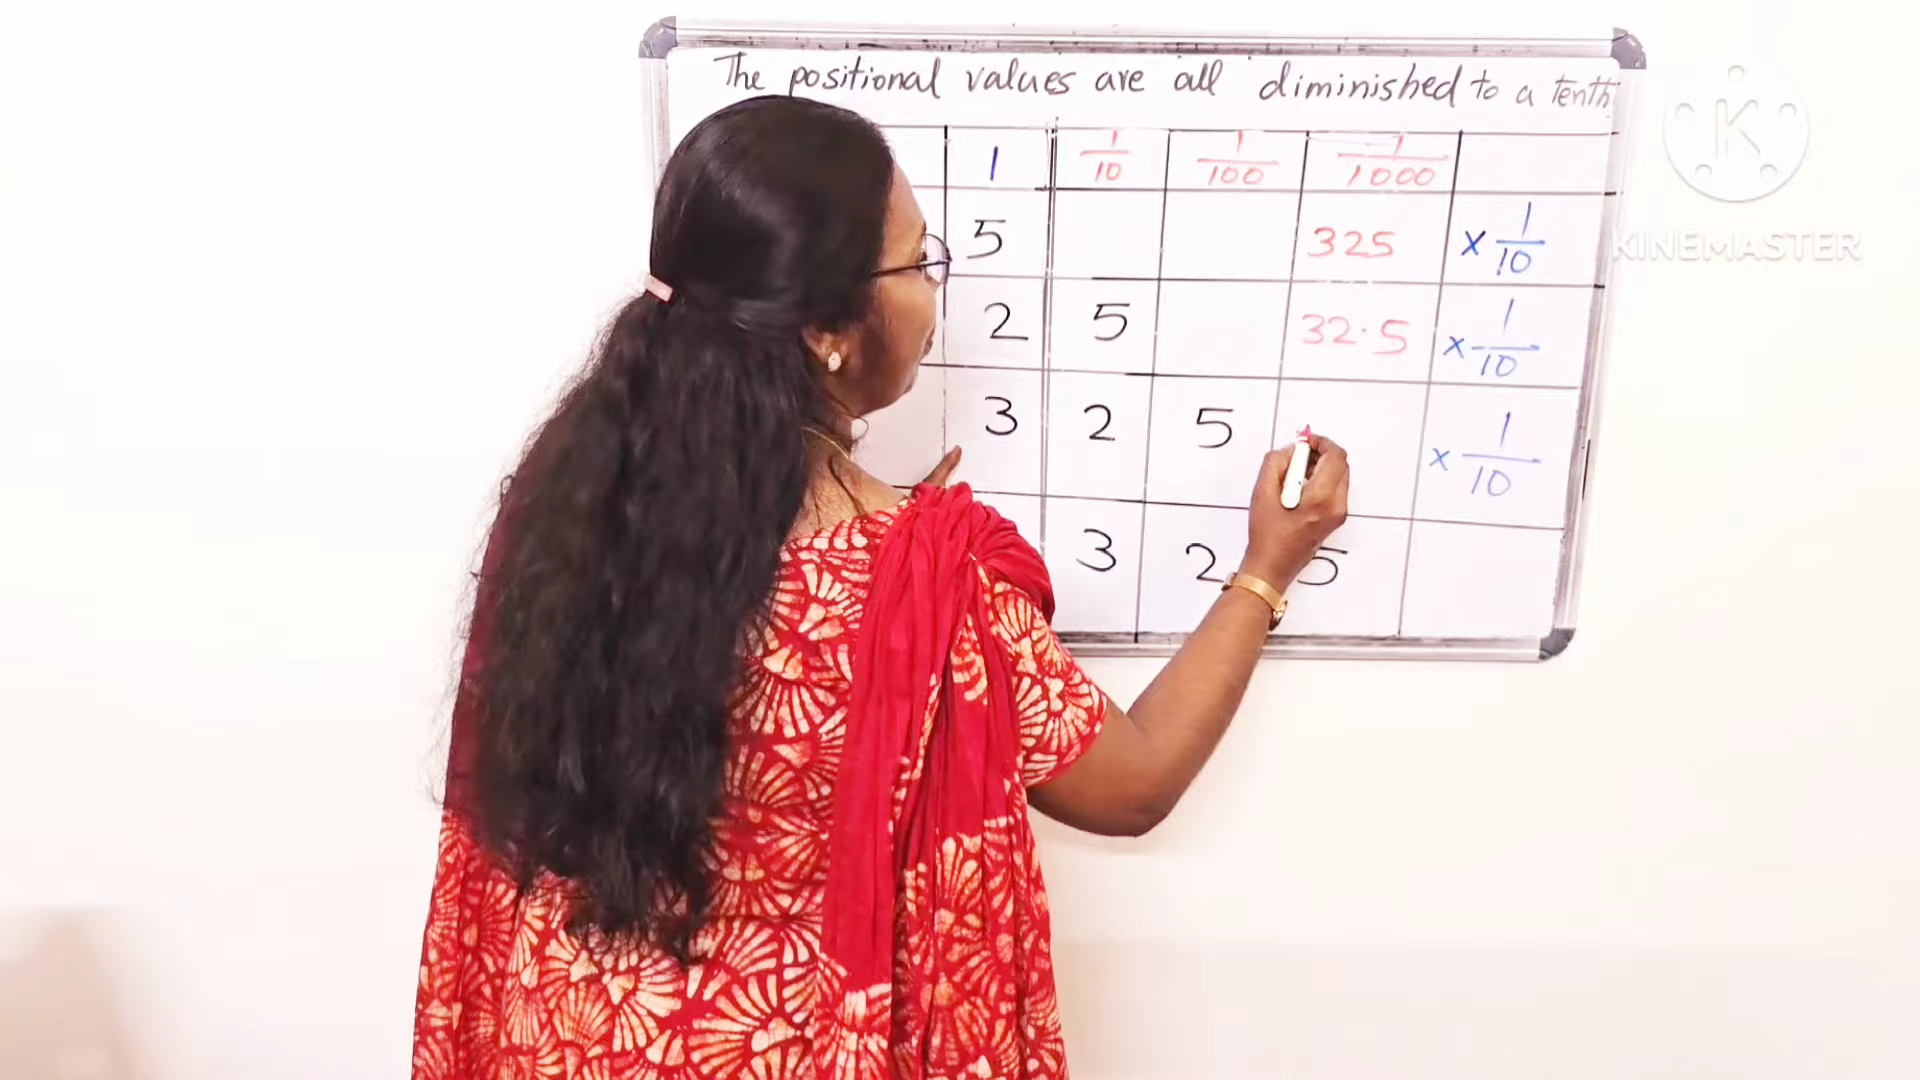 The positional values are all diminished to a tenth
1 1/10 1/100 1/1000
5 325 × 1/10
2 5 32.5 × 1/10
3 2 5 × 1/10
3 2 5
K
KINEMASTER